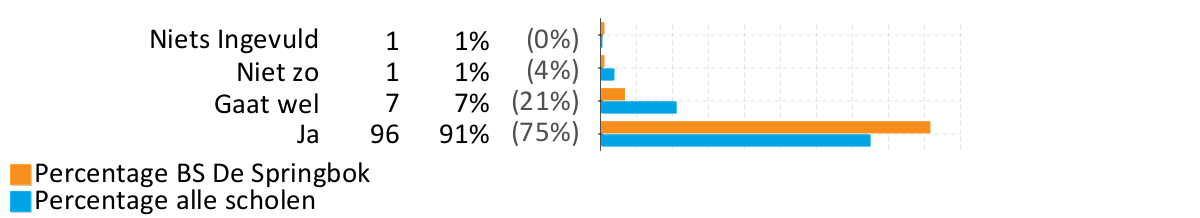 Niets Ingevuld 1 1% (0%)
Niet zo 1 1% (4%)
Gaat wel 7 7% (21%)
Ja 96 91% (75%)
Percentage BS De Springbok
Percentage alle scholen